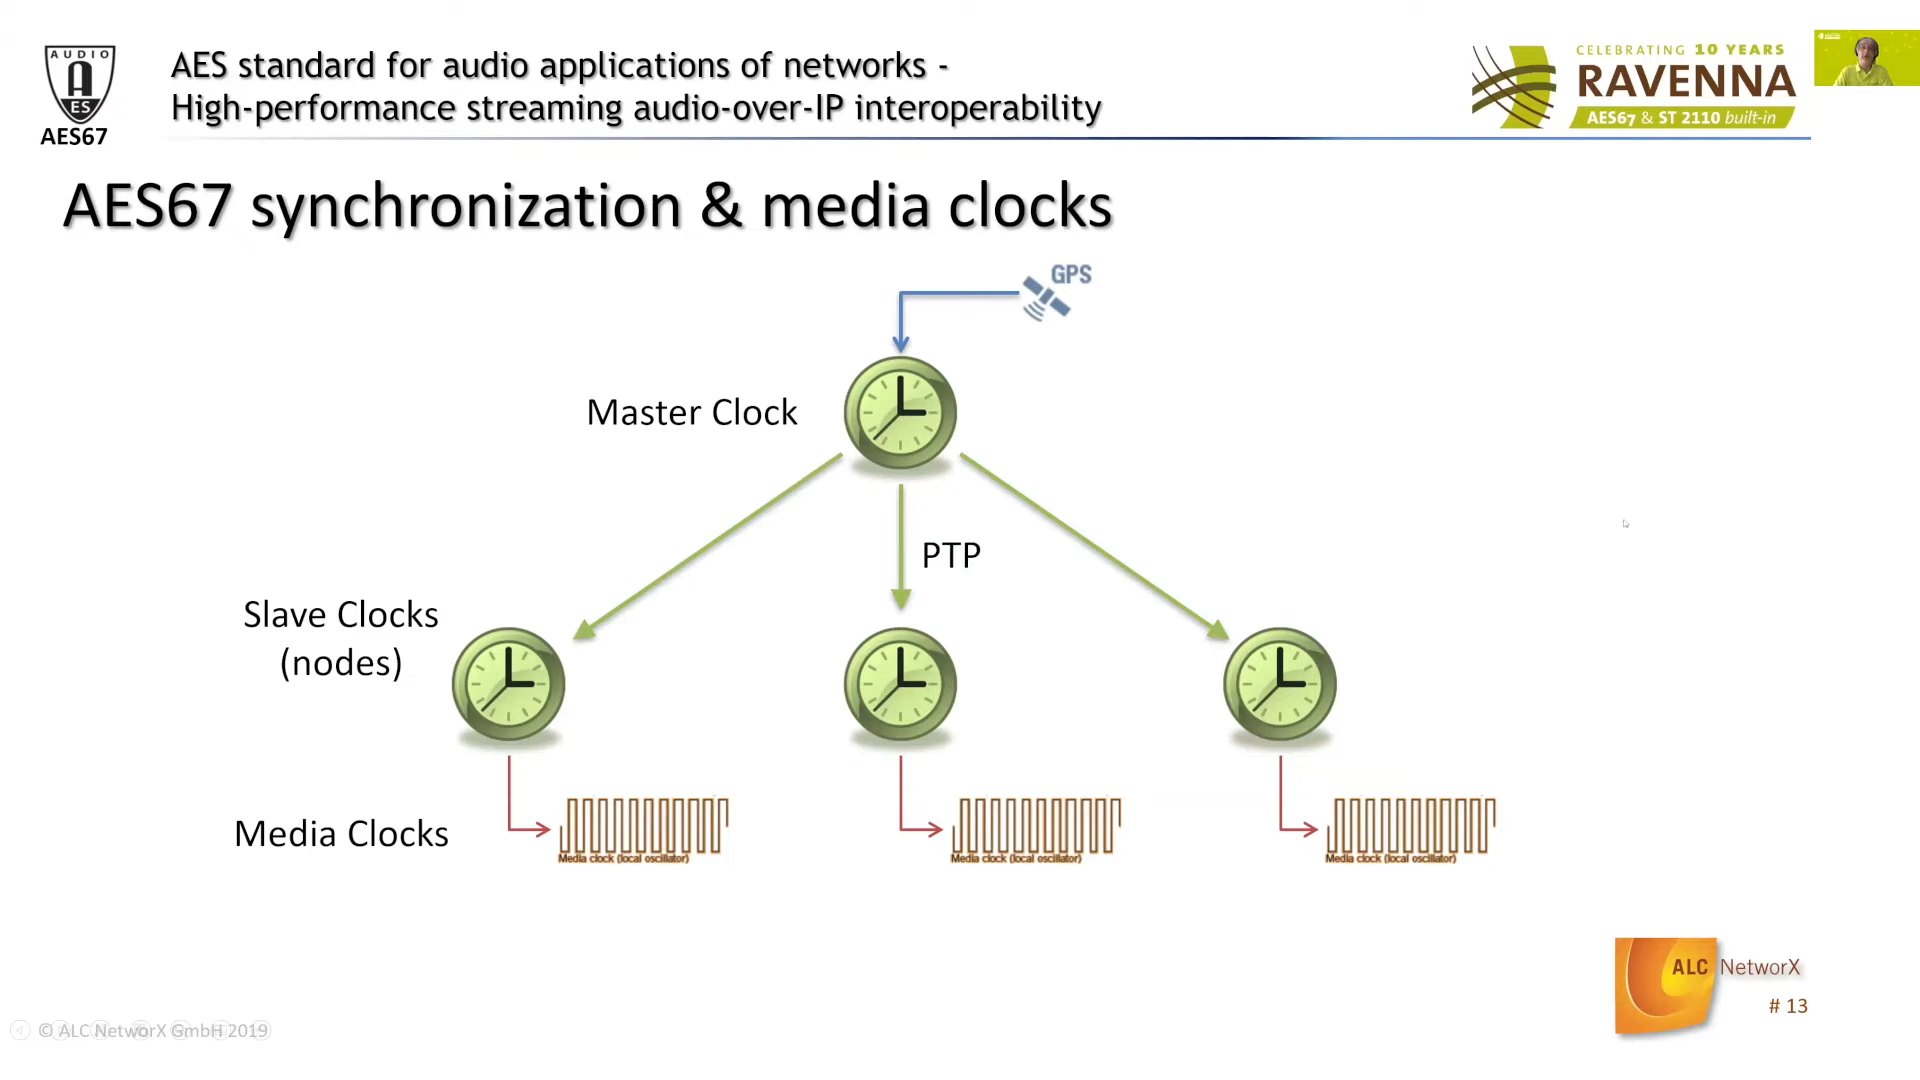 AUDIO
A
ES
AES67
AES standard for audio applications of networks -
High-performance streaming audio-over-IP interoperability
CELEBRATING 10 YEARS
RAVENNA
AES67 & ST 2110 built-in
AES67 synchronization & media clocks
GPS
Master Clock
PTP
Slave Clocks
(nodes)
Media Clocks
Media clock (local oscillator)
Media clock (local oscillator)
Media clock (local oscillator)
ALC NetworX
# 13
© ALC NetworX GmbH 2019